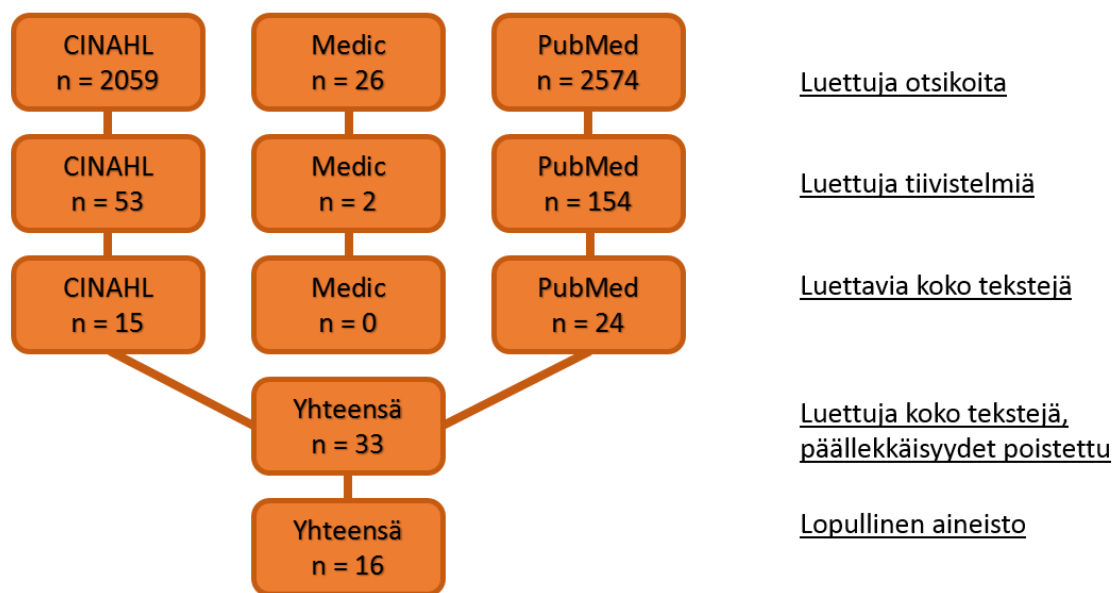 CINAHL
n = 2059
Medic
n = 26
PubMed
n = 2574
Luettuja otsikoita
CINAHL
n = 53
Medic
n = 2
PubMed
n = 154
Luettuja tiivistelmiä
CINAHL
n = 15
Medic
n = 0
PubMed
n = 24
Luettavia koko tekstejä
Yhteensä
n = 33
Luettuja koko tekstejä,
päällekkäisyydet poistettu
Yhteensä
n = 16
Lopullinen aineisto